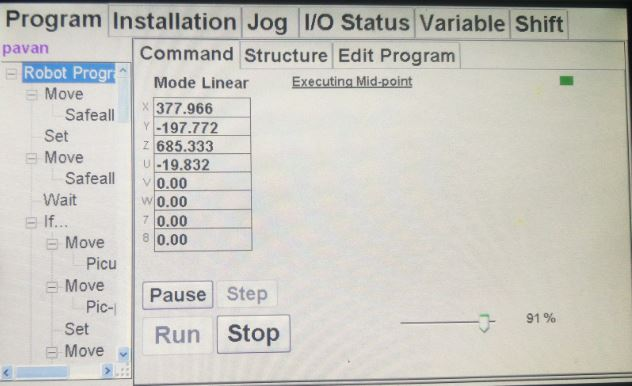 Program Installation Jog I/O Status Variable Shift
pavan
Command Structure Edit Program
Robot Progra
Mode Linear Executing Mid-point
Move
X 377.966
Safeall
Y -197.772
Set
Z 685.333
Move
U -19.832
Safeall
V 0.00
Wait
W 0.00
If...
7 0.00
Move
8 0.00
Picu
Move
Pause Step
Pic-
Set
Run Stop
91 %
Move